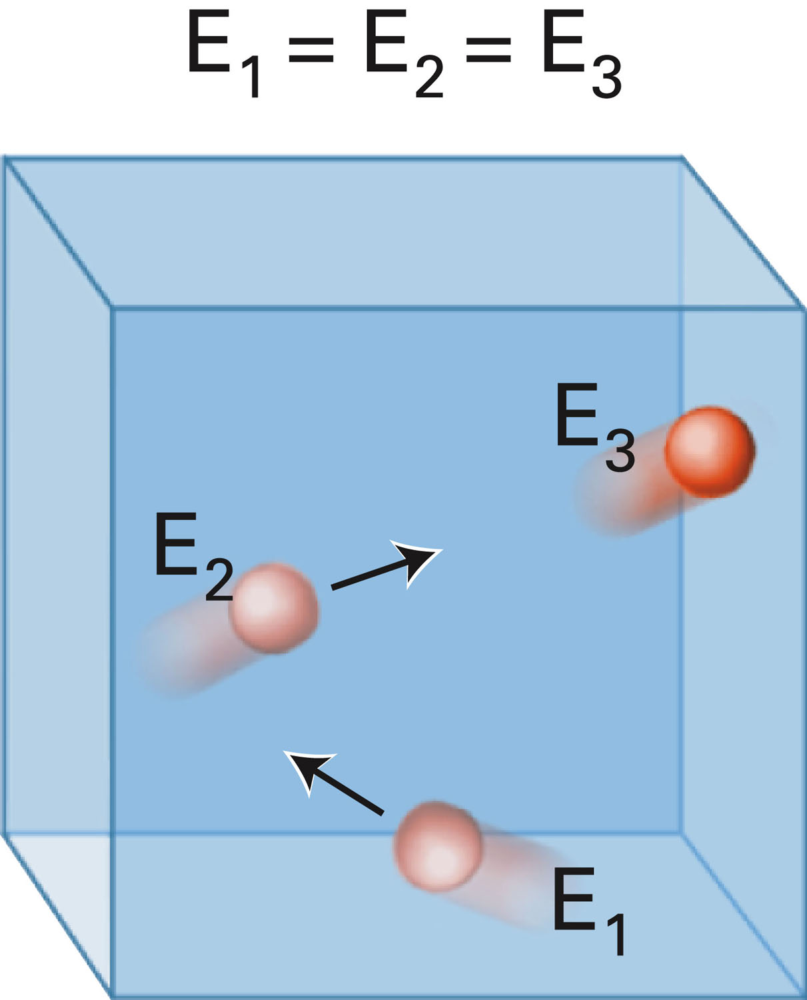 E₁ = E₂ = E₃
E₃
E₂
E₁